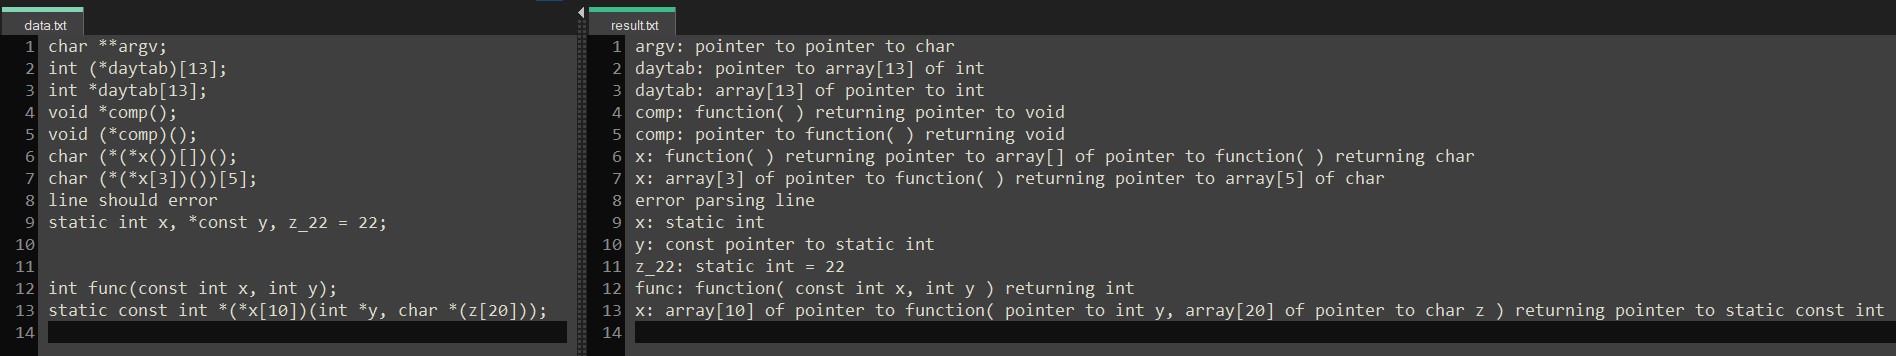 data.txt
1 char **argv;
2 int (*daytab)[13];
3 int *daytab[13];
4 void *comp();
5 void (*comp)();
6 char (*(*x())[])();
7 char (*(*x[3])())[5];
8 line should error
9 static int x, *const y, z_22 = 22;
10
11
12 int func(const int x, int y);
13 static const int *(*x[10])(int *y, char *(z[20]));
14
result.txt
1 argv: pointer to pointer to char
2 daytab: pointer to array[13] of int
3 daytab: array[13] of pointer to int
4 comp: function( ) returning pointer to void
5 comp: pointer to function( ) returning void
6 x: function( ) returning pointer to array[] of pointer to function( ) returning char
7 x: array[3] of pointer to function( ) returning pointer to array[5] of char
8 error parsing line
9 x: static int
10 y: const pointer to static int
11 z_22: static int = 22
12 func: function( const int x, int y ) returning int
13 x: array[10] of pointer to function( pointer to int y, array[20] of pointer to char z ) returning pointer to static const int
14